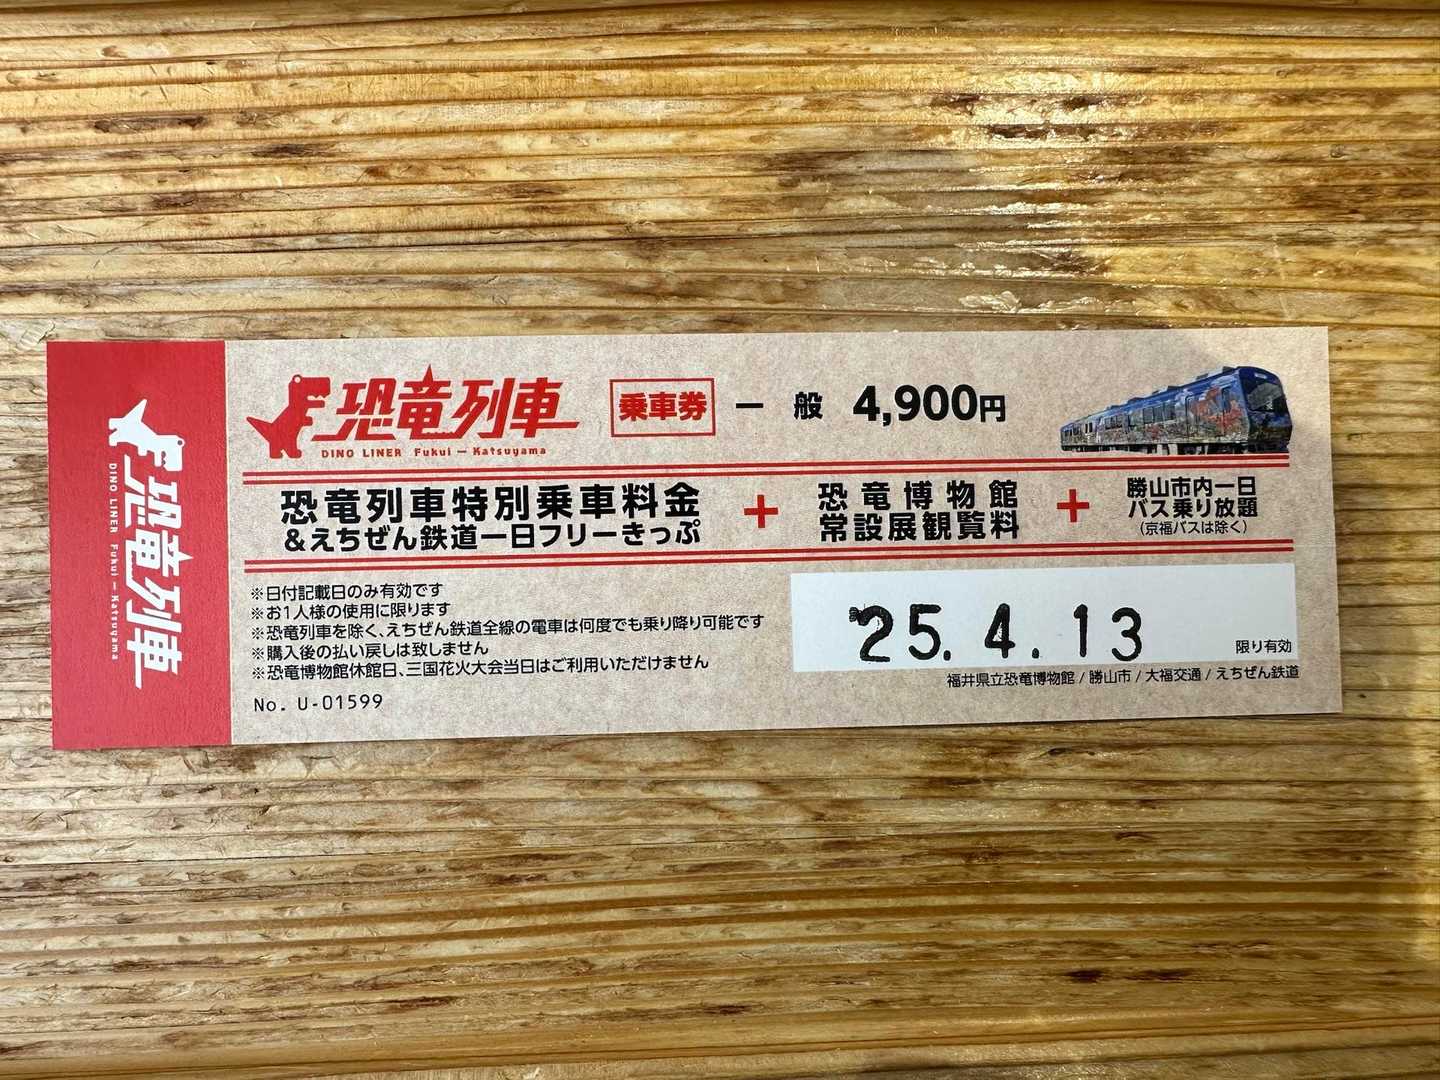 恐竜列車
DINO LINER Fukui ー Katsuyama
恐竜列車
DINO LINER Fukui ー Katsuyama
乗車券
一般 4,900円
恐竜列車特別乗車料金
&えちぜん鉄道一日フリーきっぷ
+
恐竜博物館
常設展観覧料
+
勝山市内一日
バス乗り放題
(京福バスは除く)
※日付記載日のみ有効です
※お1人様の使用に限ります
※恐竜列車を除く、えちぜん鉄道全線の電車は何度でも乗り降り可能です
※購入後の払い戻しは致しません
※恐竜博物館休館日、三国花火大会当日はご利用いただけません
No. U-01599
25.4.13
限り有効
福井県立恐竜博物館 / 勝山市 / 大福交通 / えちぜん鉄道